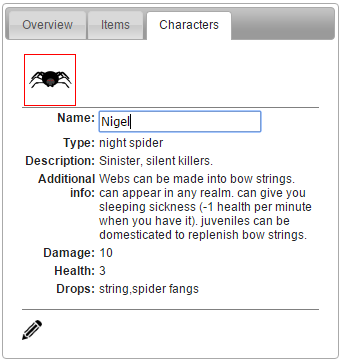 Overview Items Characters
Name: Nigel
Type: night spider
Description: Sinister, silent killers.
Additional Webs can be made into bow strings.
info: can appear in any realm. can give you
sleeping sickness (-1 health per minute
when you have it). juveniles can be
domesticated to replenish bow strings.
Damage: 10
Health: 3
Drops: string,spider fangs